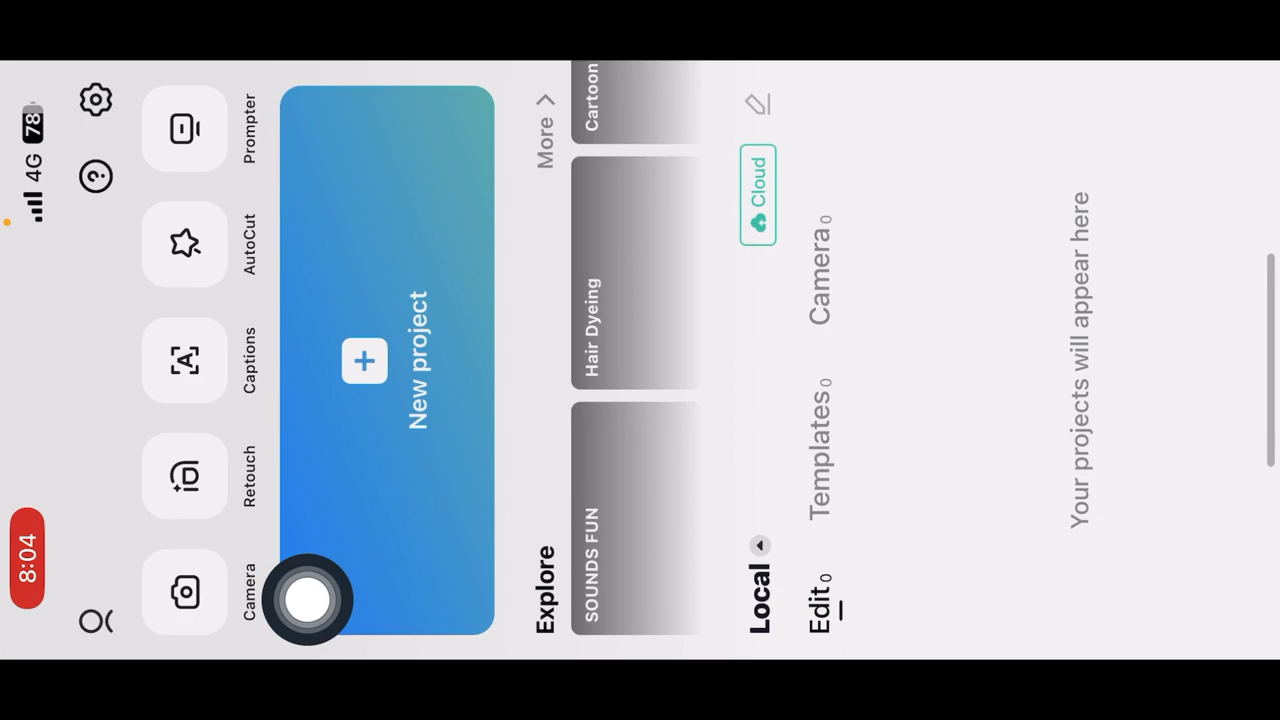 8:04
4G 78
Camera
Retouch
Captions
AutoCut
Prompter
New project
Explore
More
SOUNDS FUN
Hair Dyeing
Cartoon
Local
Cloud
Edit 0
Templates 0
Camera 0
Your projects will appear here